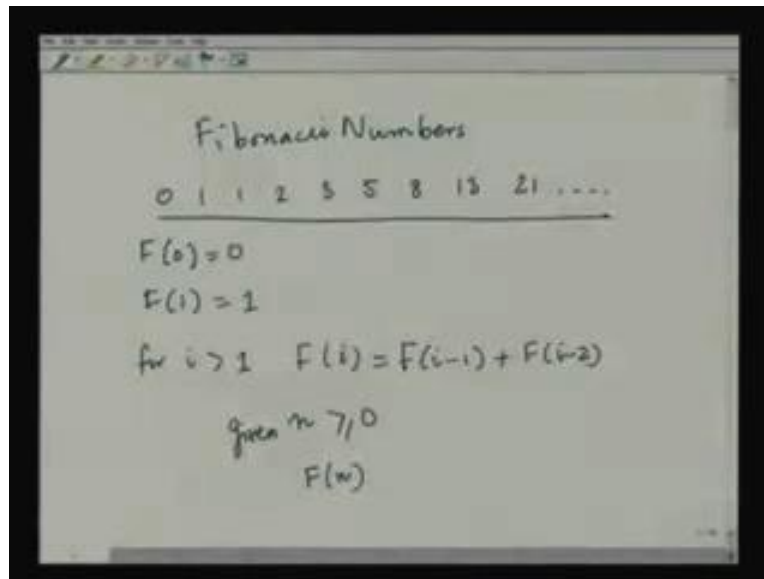 Fibonacci Numbers
0 1 1 2 3 5 8 13 21 ....
F(0) = 0
F(1) = 1
for i > 1 F(i) = F(i-1) + F(i-2)
given n ≥ 0
F(n)